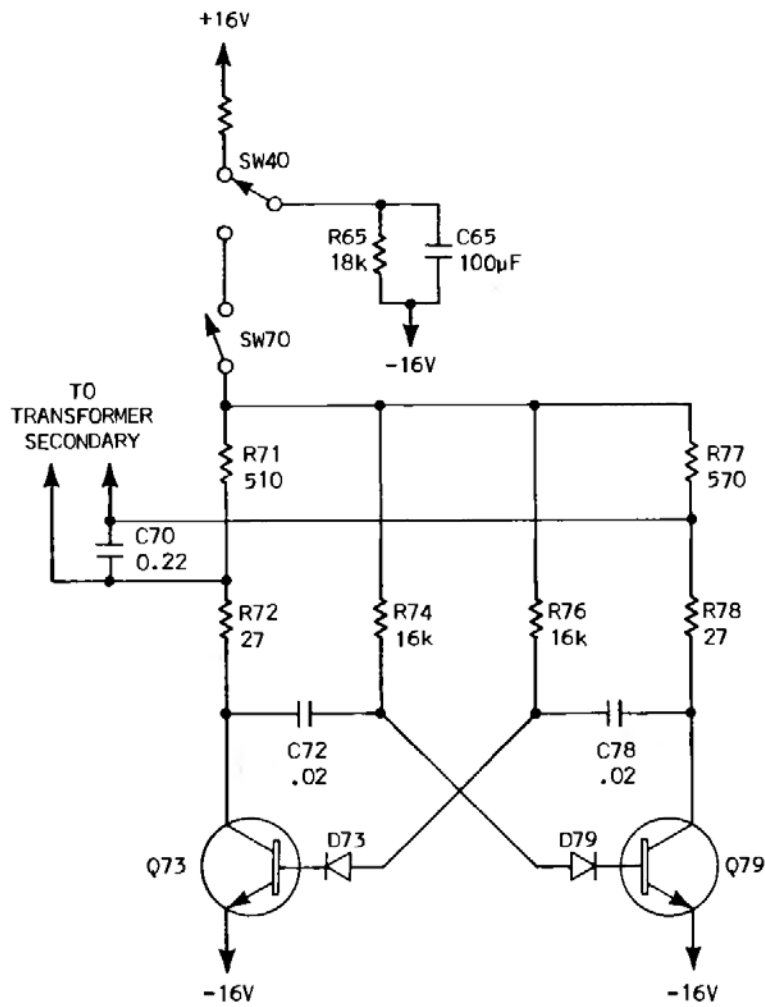 +16V
SW40
R65
18k
C65
100µF
-16V
SW70
TO
TRANSFORMER
SECONDARY
R71
510
R77
570
C70
0.22
R72
27
R74
16k
R76
16k
R78
27
C72
.02
C78
.02
Q73
D73
D79
Q79
-16V
-16V